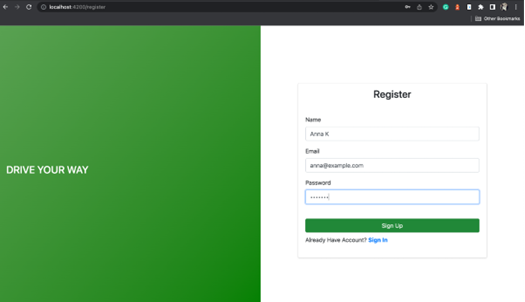 localhost:4200/register
Other Bookmarks
DRIVE YOUR WAY
Register
Name
Anna K
Email
anna@example.com
Password
•••••••
Sign Up
Already Have Account? Sign In